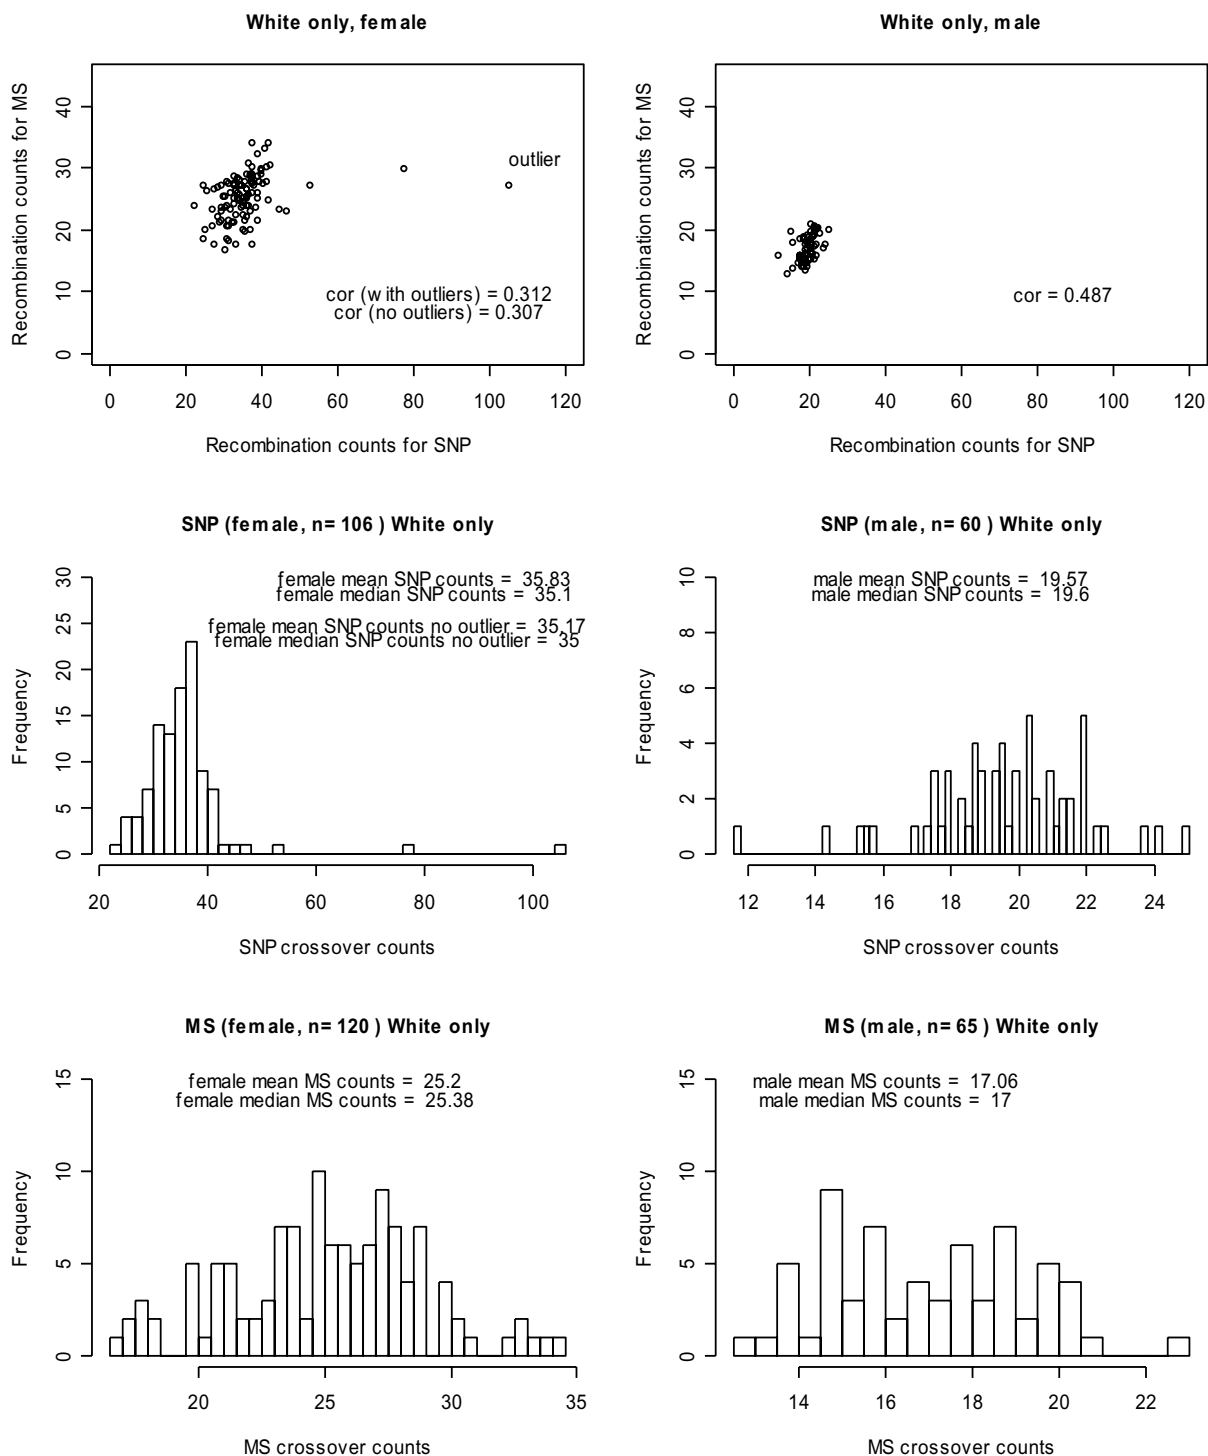 White only, female
Recombination counts for MS
0 10 20 30 40
outlier
cor (with outliers) = 0.312
cor (no outliers) = 0.307
0 20 40 60 80 100 120
Recombination counts for SNP
White only, male
Recombination counts for MS
0 10 20 30 40
cor = 0.487
0 20 40 60 80 100 120
Recombination counts for SNP
SNP (female, n= 106 ) White only
Frequency
0 5 10 15 20 25 30
female mean SNP counts = 35.83
female median SNP counts = 35.1
female mean SNP counts no outlier = 35.17
female median SNP counts no outlier = 35
20 40 60 80 100
SNP crossover counts
SNP (male, n= 60 ) White only
Frequency
0 2 4 6 8 10
male mean SNP counts = 19.57
male median SNP counts = 19.6
12 14 16 18 20 22 24
SNP crossover counts
MS (female, n= 120 ) White only
Frequency
0 5 10 15
female mean MS counts = 25.2
female median MS counts = 25.38
20 25 30 35
MS crossover counts
MS (male, n= 65 ) White only
Frequency
0 5 10 15
male mean MS counts = 17.06
male median MS counts = 17
14 16 18 20 22
MS crossover counts